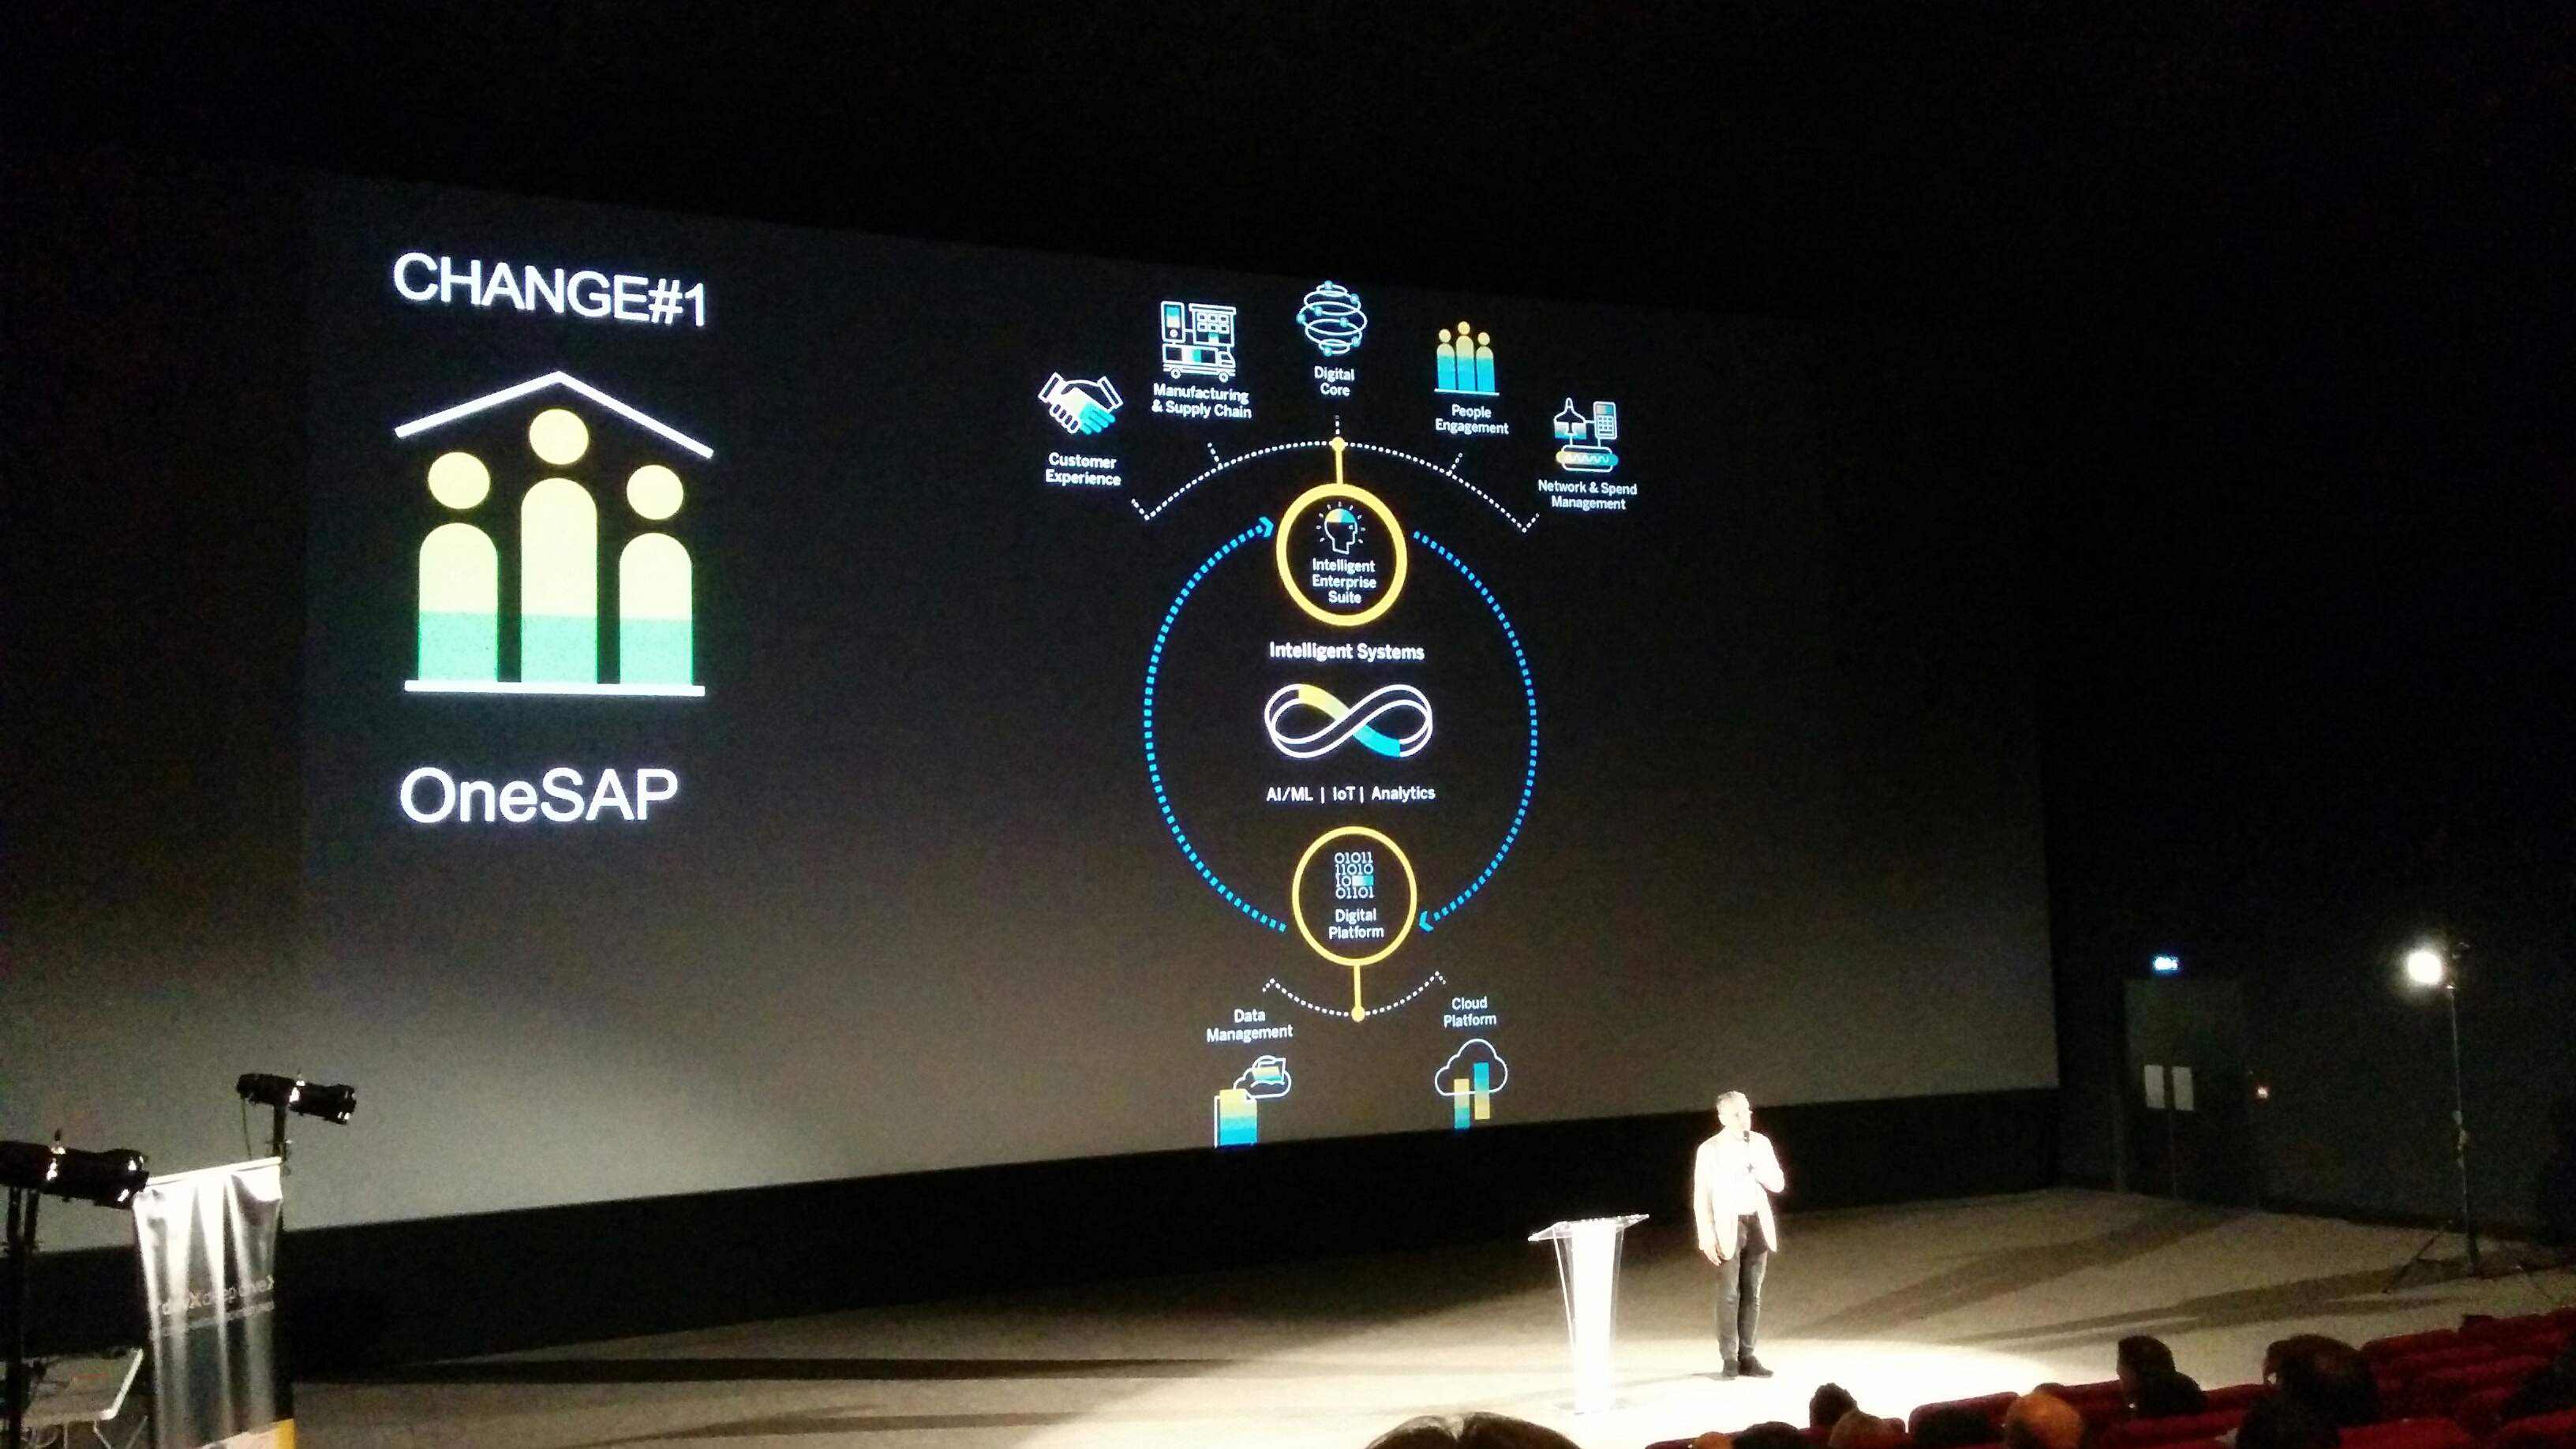 CHANGE#1
OneSAP
Customer
Experience
Manufacturing
& Supply Chain
Digital
Core
People
Engagement
Network & Spend
Management
Intelligent
Enterprise
Suite
Intelligent Systems
AI/ML | IoT | Analytics
01011
11010
10
01101
Digital
Platform
Data
Management
Cloud
Platform